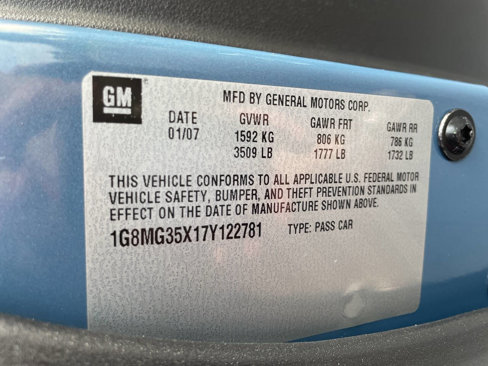 GM
MFD BY GENERAL MOTORS CORP.
DATE GVWR GAWR FRT GAWR RR
01/07 1592 KG 806 KG 786 KG
3509 LB 1777 LB 1732 LB
THIS VEHICLE CONFORMS TO ALL APPLICABLE U.S. FEDERAL MOTOR
VEHICLE SAFETY, BUMPER, AND THEFT PREVENTION STANDARDS IN
EFFECT ON THE DATE OF MANUFACTURE SHOWN ABOVE.
1G8MG35X17Y122781 TYPE: PASS CAR